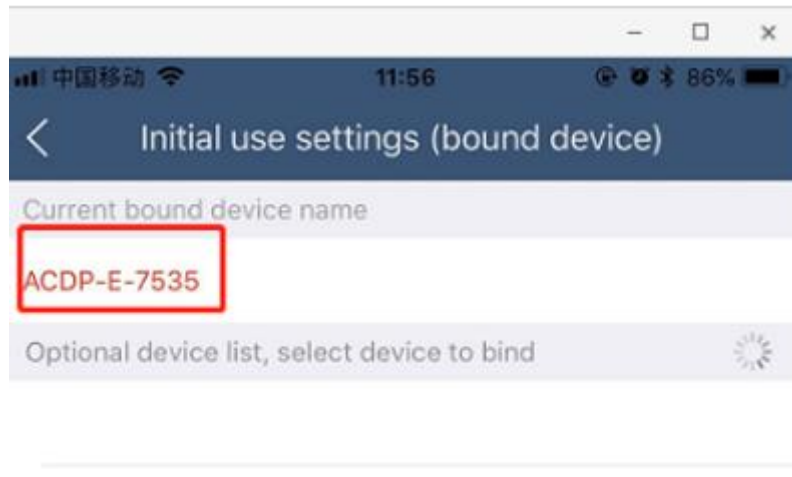 中国移动 11:56 86%
Initial use settings (bound device)
Current bound device name
ACDP-E-7535
Optional device list, select device to bind